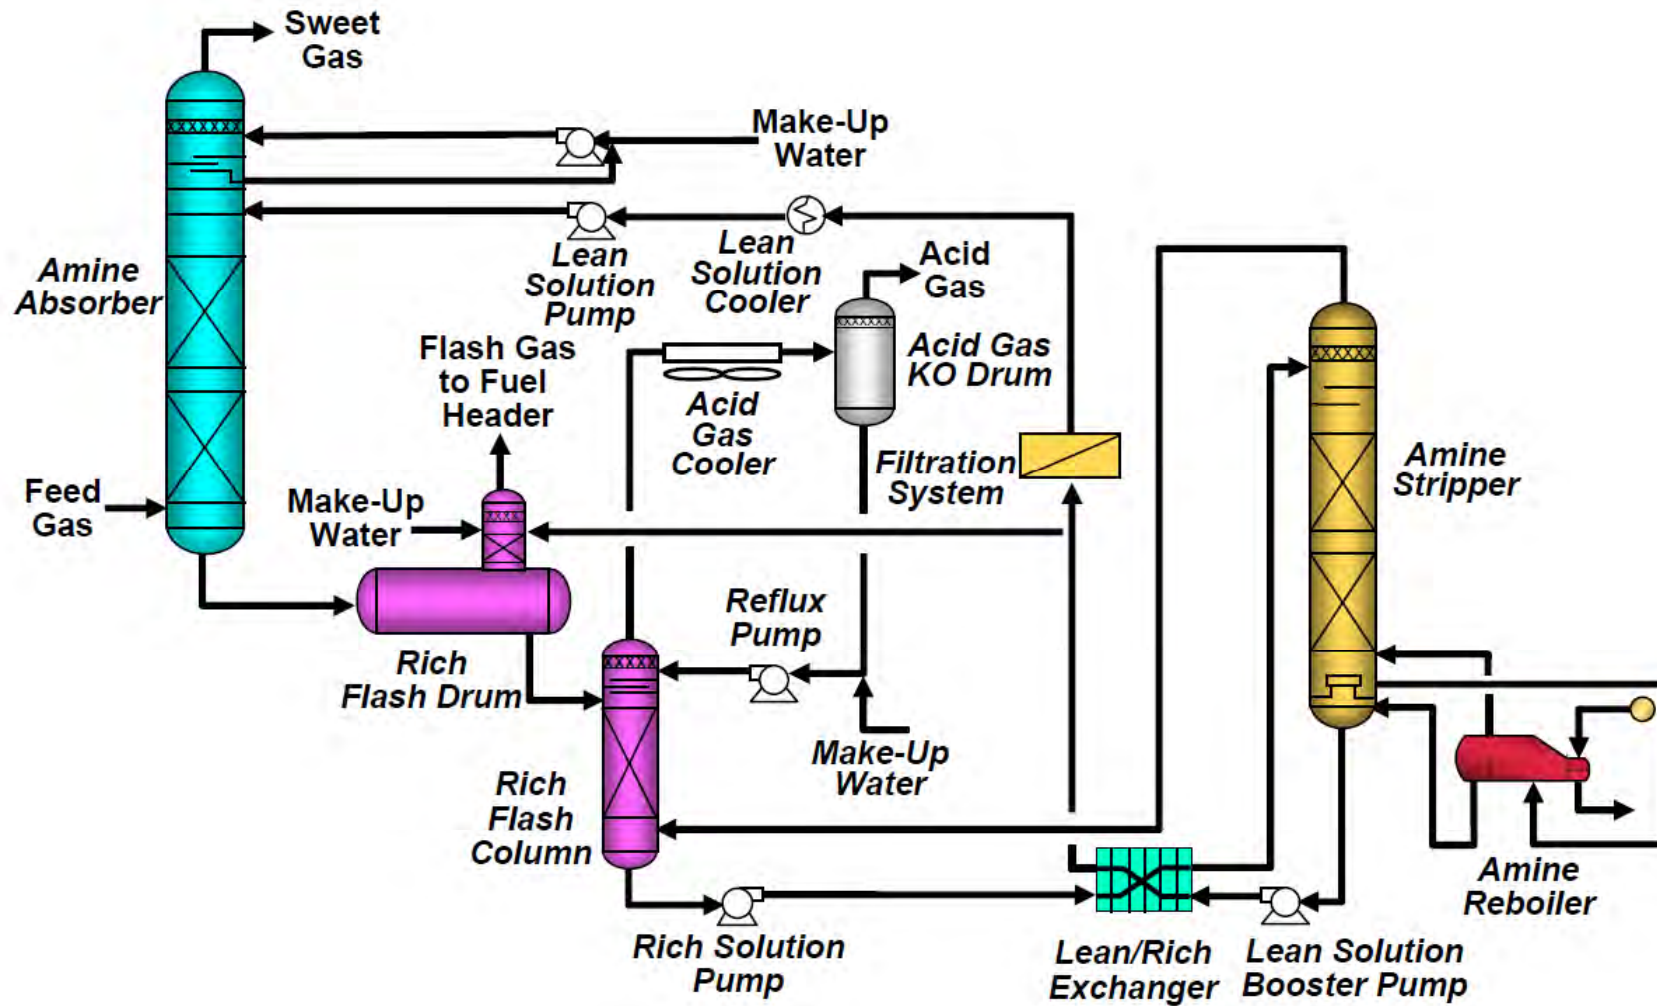 Sweet
Gas
Make-Up
Water
Amine
Absorber
Lean
Solution
Pump
Lean
Solution
Cooler
Acid
Gas
Flash Gas
to Fuel
Header
Acid Gas
KO Drum
Acid
Gas
Cooler
Filtration
System
Amine
Stripper
Feed
Gas
Make-Up
Water
Rich
Flash Drum
Reflux
Pump
Make-Up
Water
Rich
Flash
Column
Rich Solution
Pump
Lean/Rich
Exchanger
Lean Solution
Booster Pump
Amine
Reboiler